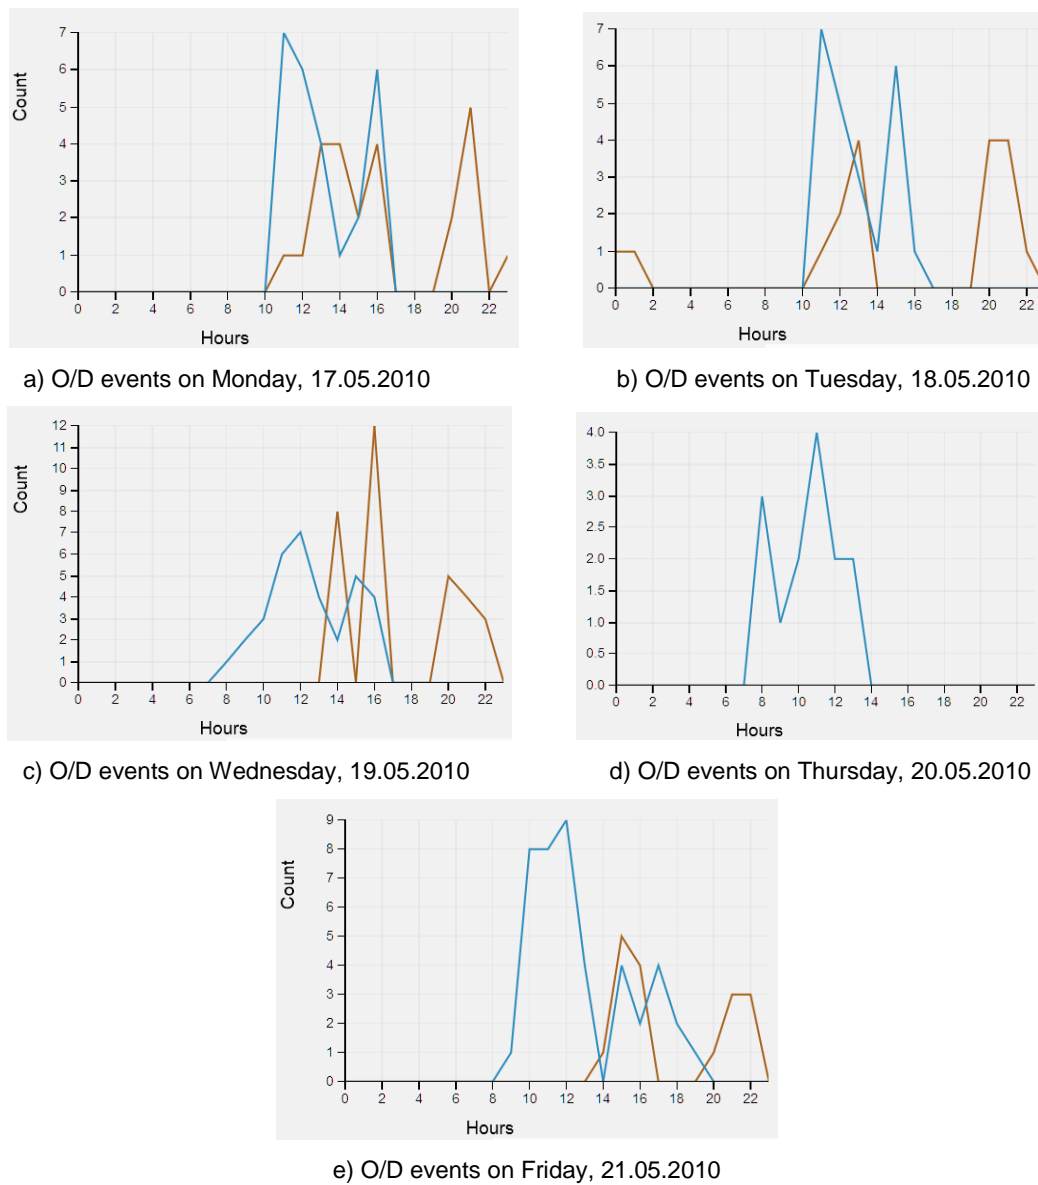 7
6
5
4
3
2
1
0
Count
0 2 4 6 8 10 12 14 16 18 20 22
Hours
7
6
5
4
3
2
1
0
0 2 4 6 8 10 12 14 16 18 20 22
Hours
a) O/D events on Monday, 17.05.2010
b) O/D events on Tuesday, 18.05.2010
12
11
10
9
8
7
6
5
4
3
2
1
0
Count
0 2 4 6 8 10 12 14 16 18 20 22
Hours
4.0
3.5
3.0
2.5
2.0
1.5
1.0
0.5
0.0
0 2 4 6 8 10 12 14 16 18 20 22
Hours
c) O/D events on Wednesday, 19.05.2010
d) O/D events on Thursday, 20.05.2010
9
8
7
6
5
4
3
2
1
0
Count
0 2 4 6 8 10 12 14 16 18 20 22
Hours
e) O/D events on Friday, 21.05.2010